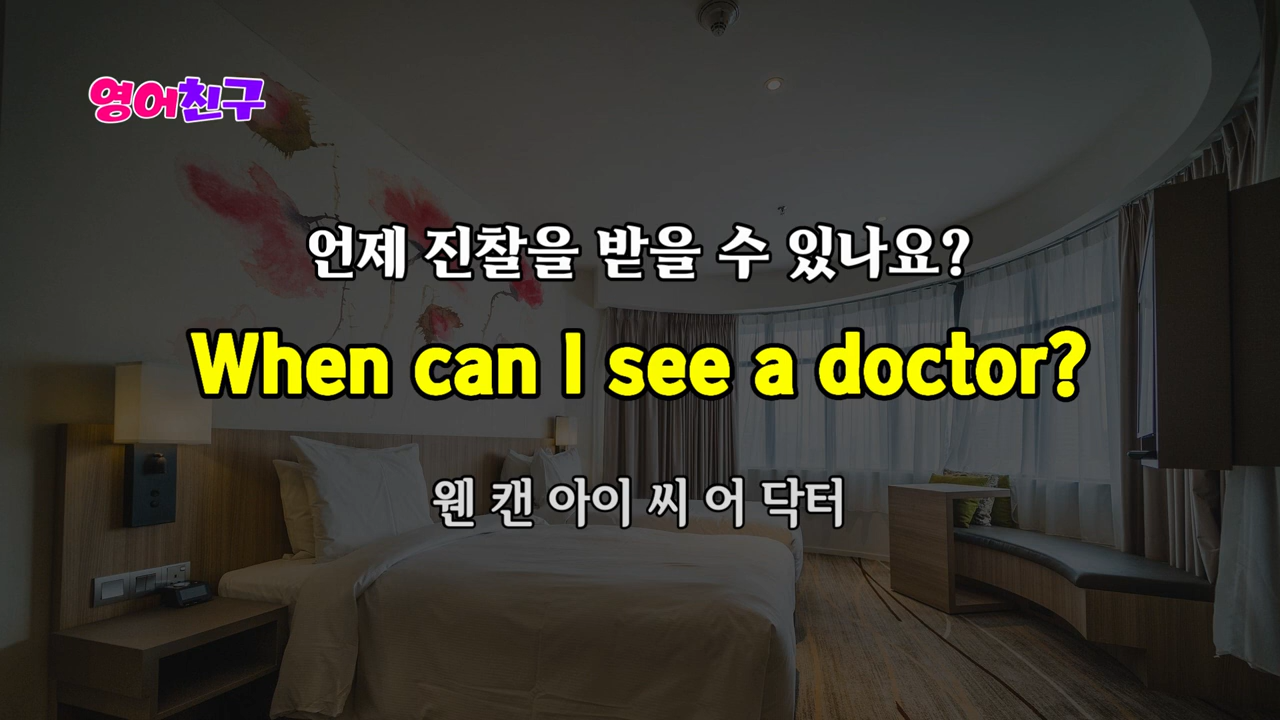 영어친구
언제 진찰을 받을 수 있나요?
When can I see a doctor?
웬 캔 아이 씨 어 닥터